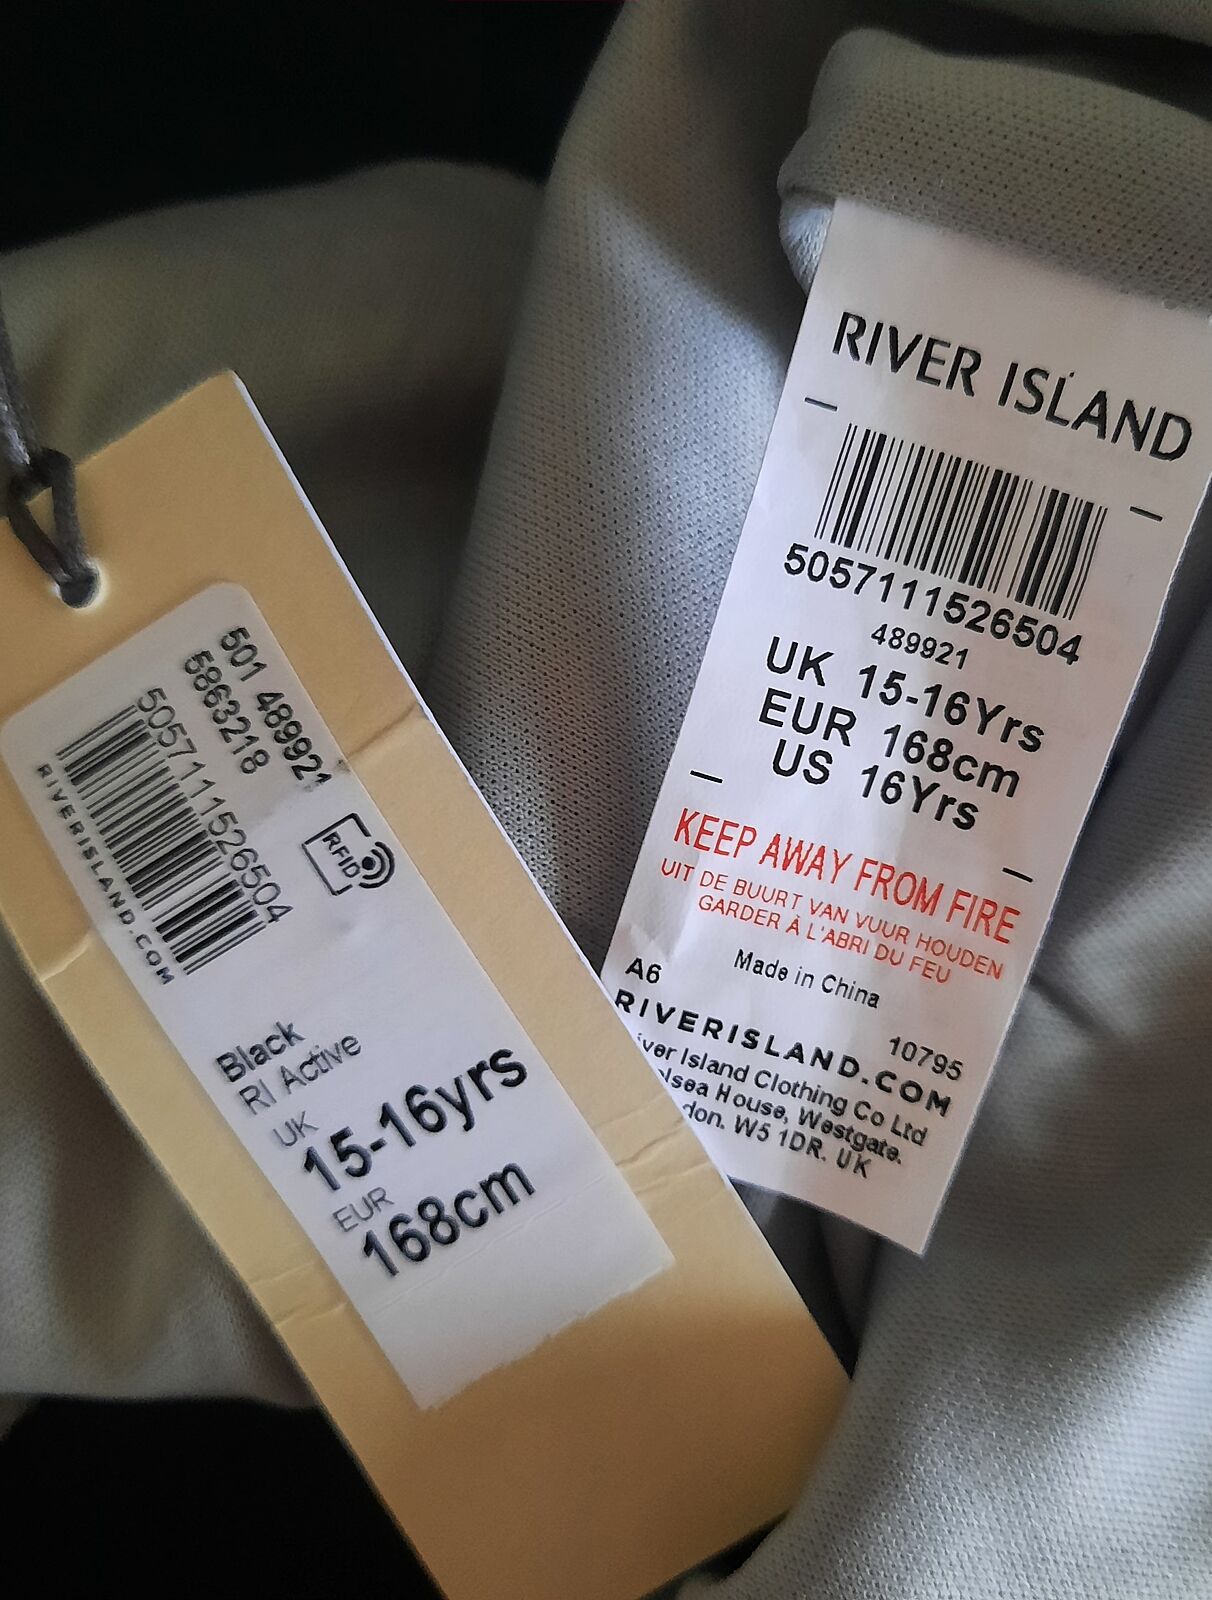 501 489921
5863218
5057111526504
RIVERISLAND.COM
RFID
Black
RI Active
UK
15-16yrs
EUR
168cm
RIVER ISLAND
5057111526504
489921
UK 15-16Yrs
EUR 168cm
US 16Yrs
KEEP AWAY FROM FIRE
UIT DE BUURT VAN VUUR HOUDEN
GARDER À L'ABRI DU FEU
Made in China
A6
10795
RIVERISLAND.COM
Island Clothing Co Ltd
House, Westgate.
W5 1DR. UK